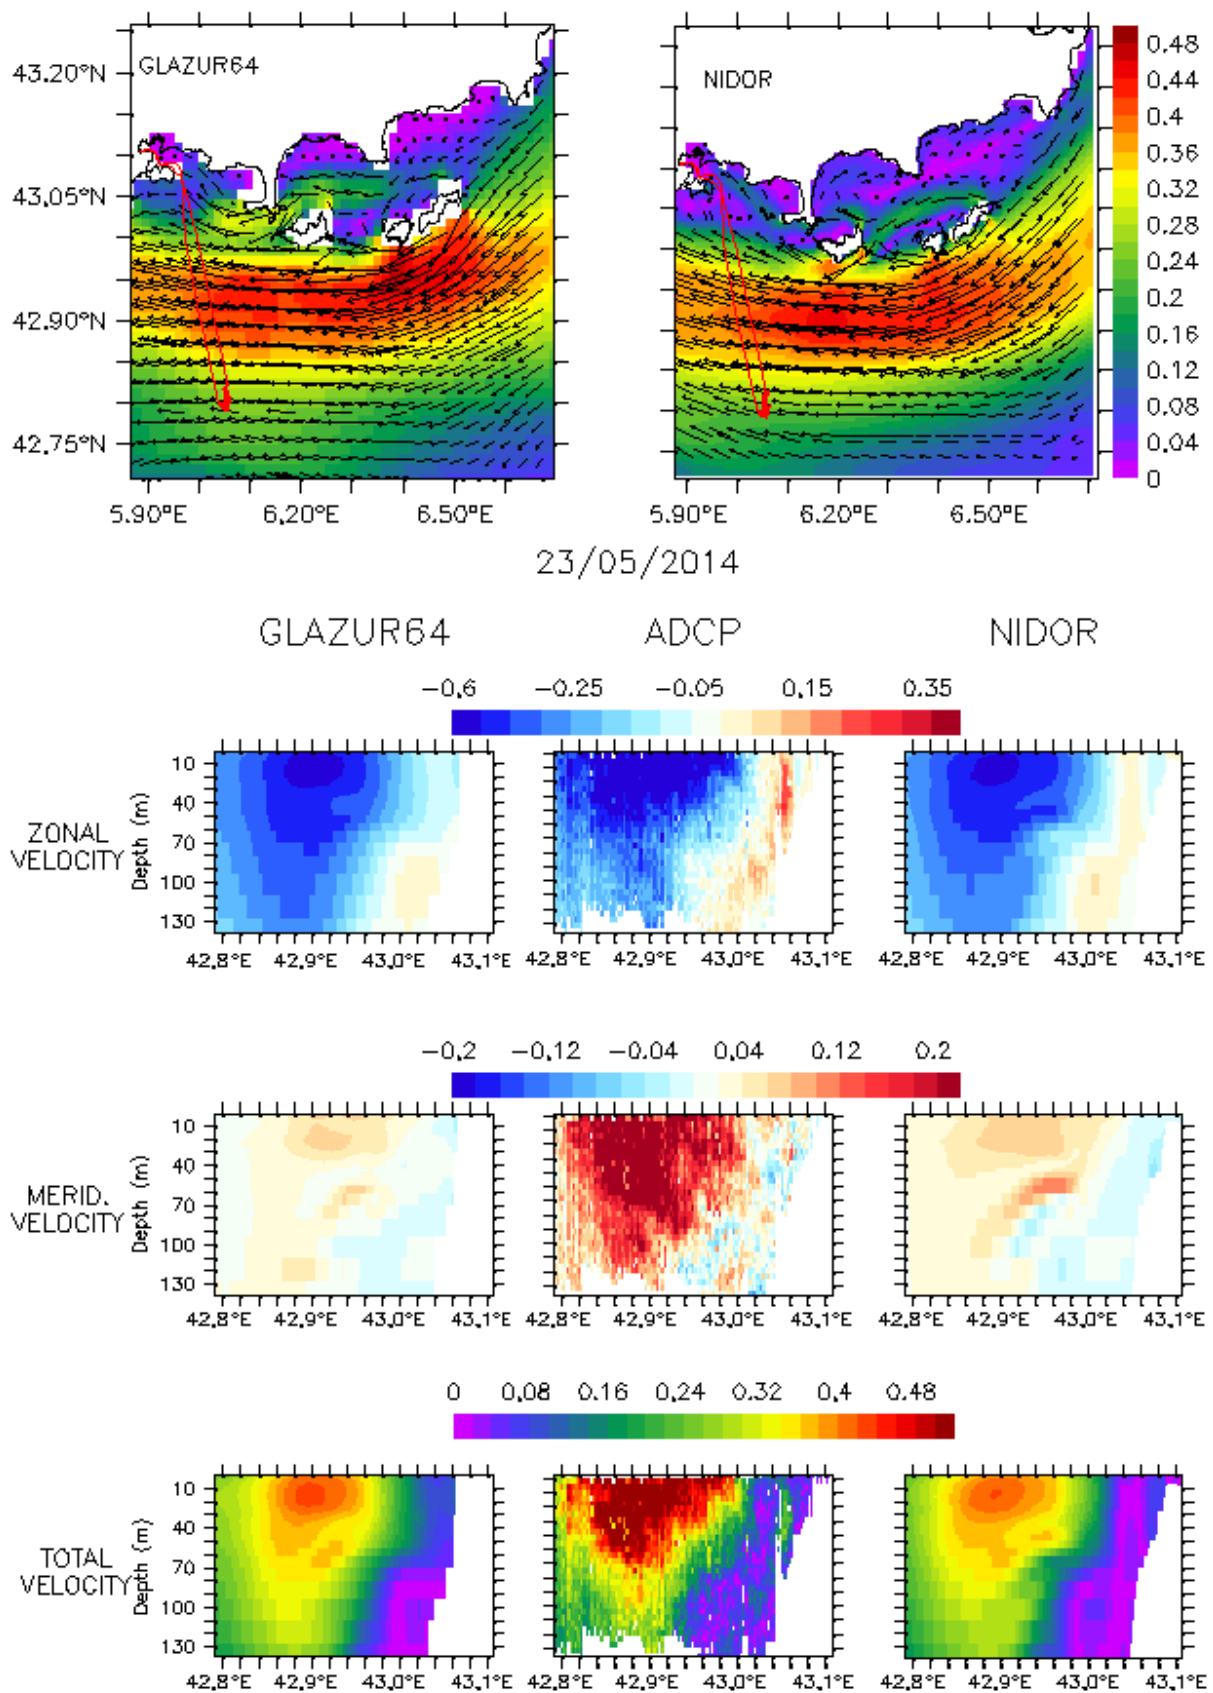 GLAZUR64
NIDOR
43.20°N
43.05°N
42.90°N
42.75°N
0.48
0.44
0.4
0.36
0.32
0.28
0.24
0.2
0.16
0.12
0.08
0.04
0
5.90°E 6.20°E 6.50°E
5.90°E 6.20°E 6.50°E
23/05/2014
GLAZUR64 ADCP NIDOR
-0.6 -0.25 -0.05 0.15 0.35
ZONAL
VELOCITY
Depth (m)
10
40
70
100
130
42.8°E 42.9°E 43.0°E 43.1°E
42.8°E 42.9°E 43.0°E 43.1°E
42.8°E 42.9°E 43.0°E 43.1°E
-0.2 -0.12 -0.04 0.04 0.12 0.2
MERID.
VELOCITY
Depth (m)
10
40
70
100
130
42.8°E 42.9°E 43.0°E 43.1°E
42.8°E 42.9°E 43.0°E 43.1°E
42.8°E 42.9°E 43.0°E 43.1°E
0 0.08 0.16 0.24 0.32 0.4 0.48
TOTAL
VELOCITY
Depth (m)
10
40
70
100
130
42.8°E 42.9°E 43.0°E 43.1°E
42.8°E 42.9°E 43.0°E 43.1°E
42.8°E 42.9°E 43.0°E 43.1°E